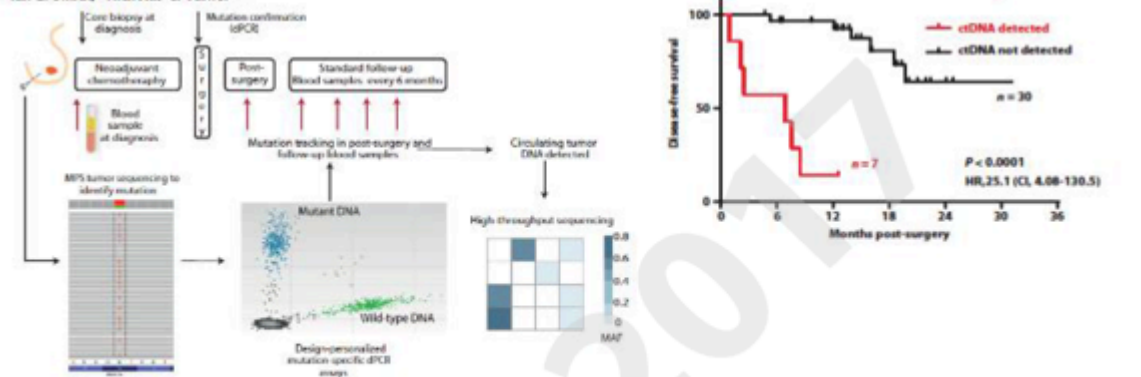 Core biopsy at
diagnosis
Mutation confirmation
(dPCR)
Neoadjuvant
chemotheraphy
Surgery
Post-
surgery
Standard follow-up
Blood samples every 6 months
Blood
sample
at diagnosis
Mutation tracking in post-surgery and
follow-up blood samples
Circulating tumor
DNA detected
MPS tumor sequencing to
identify mutation
Mutant DNA
Wild-type DNA
Design-personalized
mutation-specific dPCR
High-throughput sequencing
0.8
0.6
0.4
0.2
0
MAF
Disease-free survival
100
50
0
0 6 12 18 24 30 36
Months post-surgery
ctDNA detected
ctDNA not detected
n = 30
n = 7
P < 0.0001
HR,25.1 (CI, 4.08-130.5)
2017